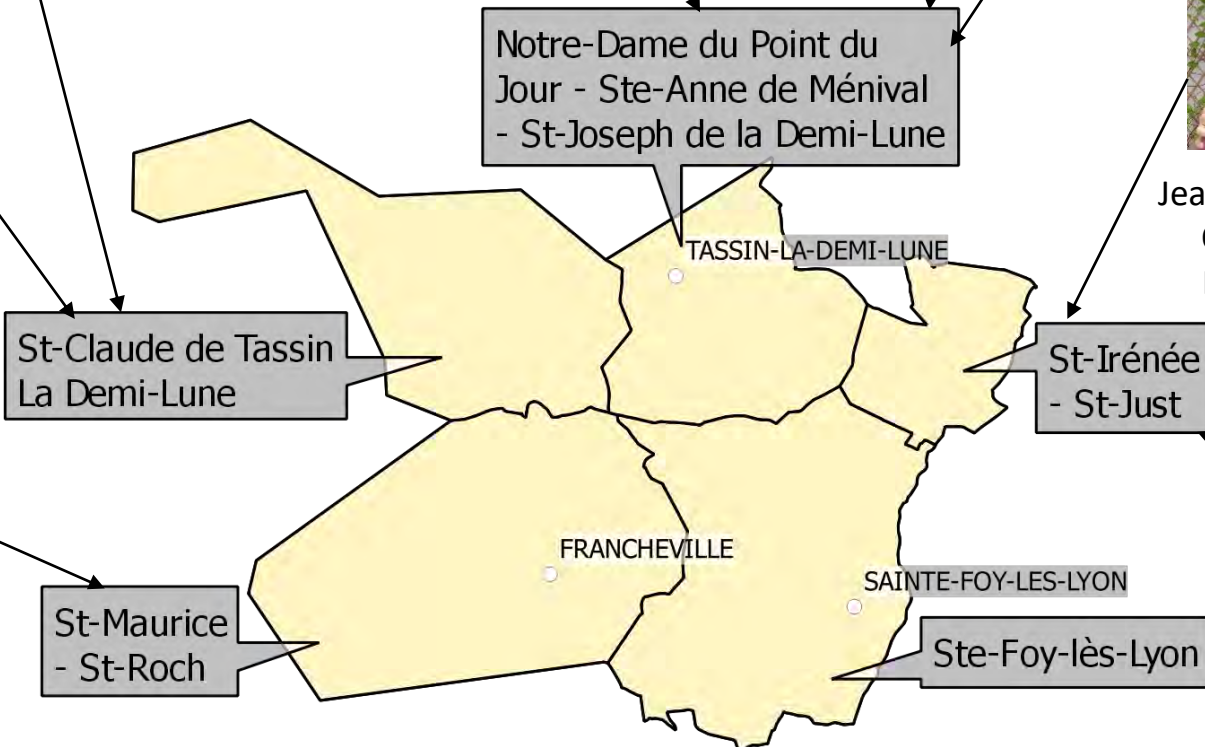 Notre-Dame du Point du
Jour - Ste-Anne de Ménival
- St-Joseph de la Demi-Lune
TASSIN-LA-DEMI-LUNE
St-Claude de Tassin
La Demi-Lune
St-Irénée
- St-Just
FRANCHEVILLE
SAINTE-FOY-LES-LYON
St-Maurice
- St-Roch
Ste-Foy-lès-Lyon